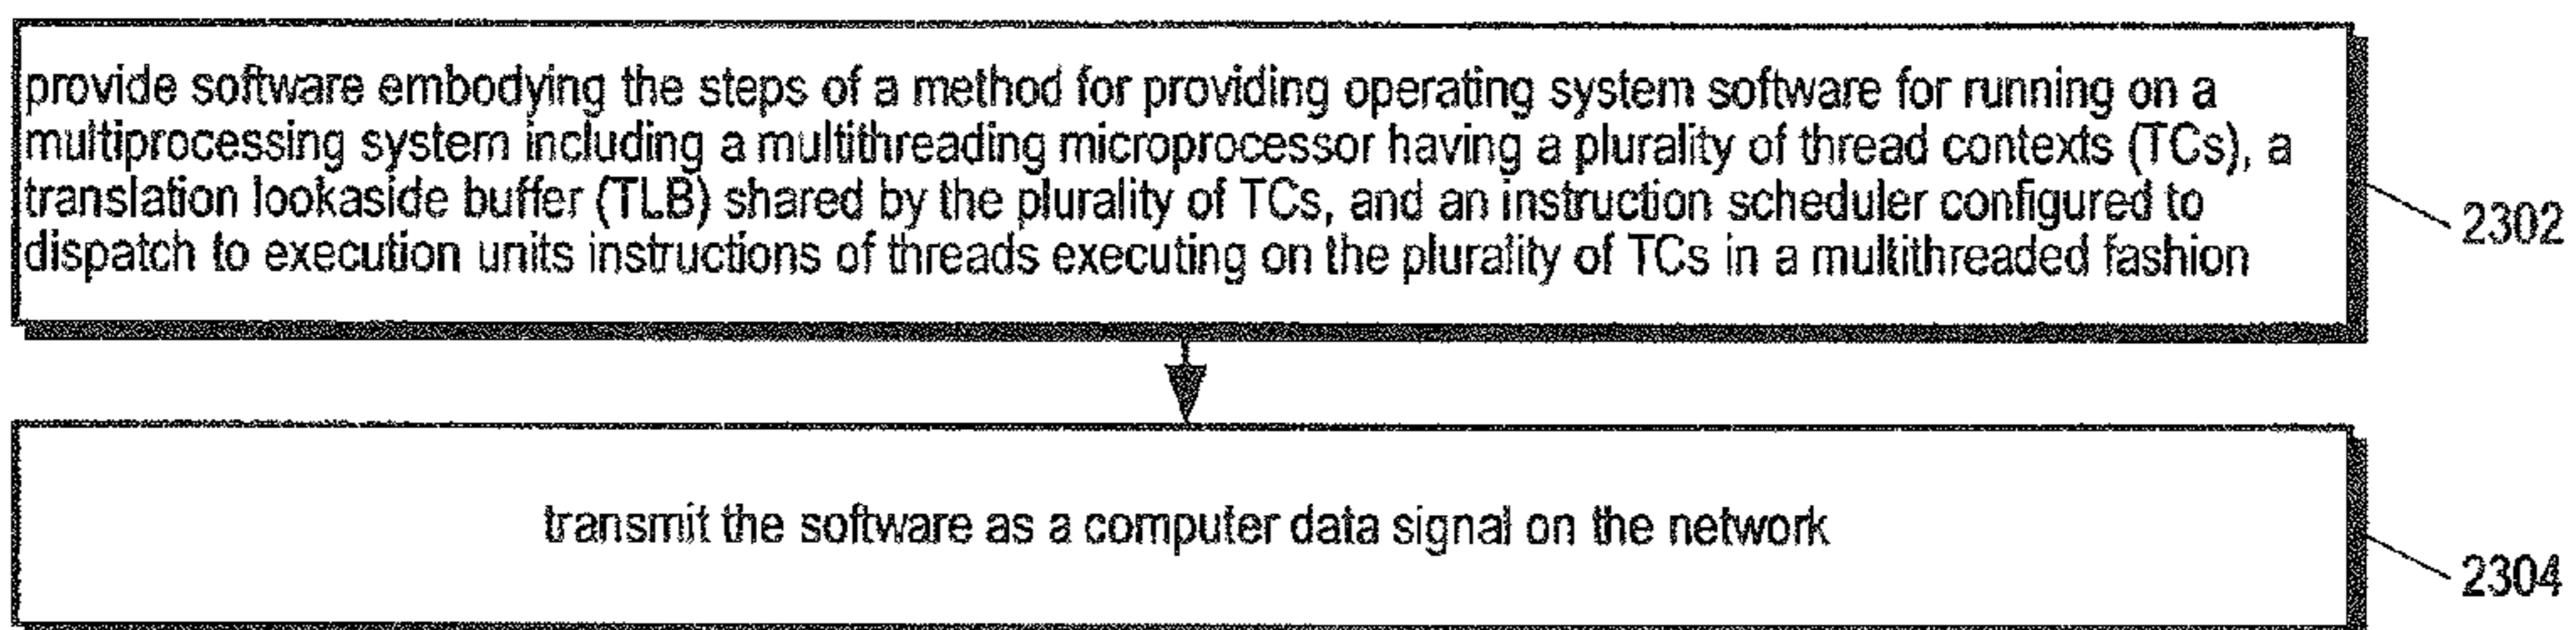 provide software embodying the steps of a method for providing operating system software for running on a
multiprocessing system including a multithreading microprocessor having a plurality of thread contexts (TCs), a
translation lookaside buffer (TLB) shared by the plurality of TCs, and an instruction scheduler configured to
dispatch to execution units instructions of threads executing on the plurality of TCs in a multithreaded fashion
2302
transmit the software as a computer data signal on the network
2304